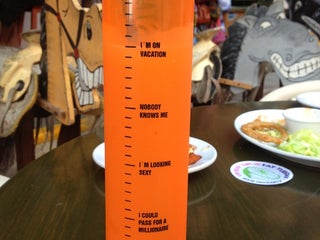 I´M ON
VACATION
NOBODY
KNOWS ME
I´M LOOKING
SEXY
I COULD
PASS FOR A
MILLIONAIRE